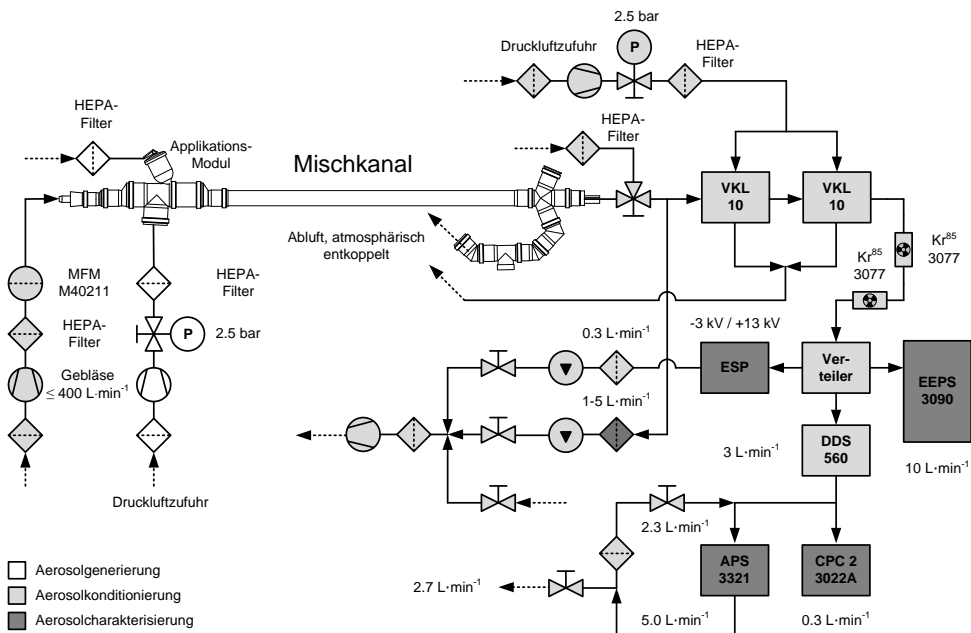 2.5 bar
Druckluftzufuhr
P
HEPA-
Filter
HEPA-
Filter
HEPA-
Filter
Applikations-
Modul
Mischkanal
VKL
10
VKL
10
Abluft, atmosphärisch
entkoppelt
Kr⁸⁵
3077
Kr⁸⁵
3077
MFM
M40211
HEPA-
Filter
HEPA-
Filter
P
2.5 bar
Gebläse
≤ 400 L·min⁻¹
Druckluftzufuhr
0.3 L·min⁻¹
-3 kV / +13 kV
ESP
Ver-
teiler
EEPS
3090
1-5 L·min⁻¹
DDS
560
3 L·min⁻¹
10 L·min⁻¹
2.3 L·min⁻¹
2.7 L·min⁻¹
APS
3321
CPC 2
3022A
5.0 L·min⁻¹
0.3 L·min⁻¹
Aerosolgenerierung
Aerosolkonditionierung
Aerosolcharakterisierung